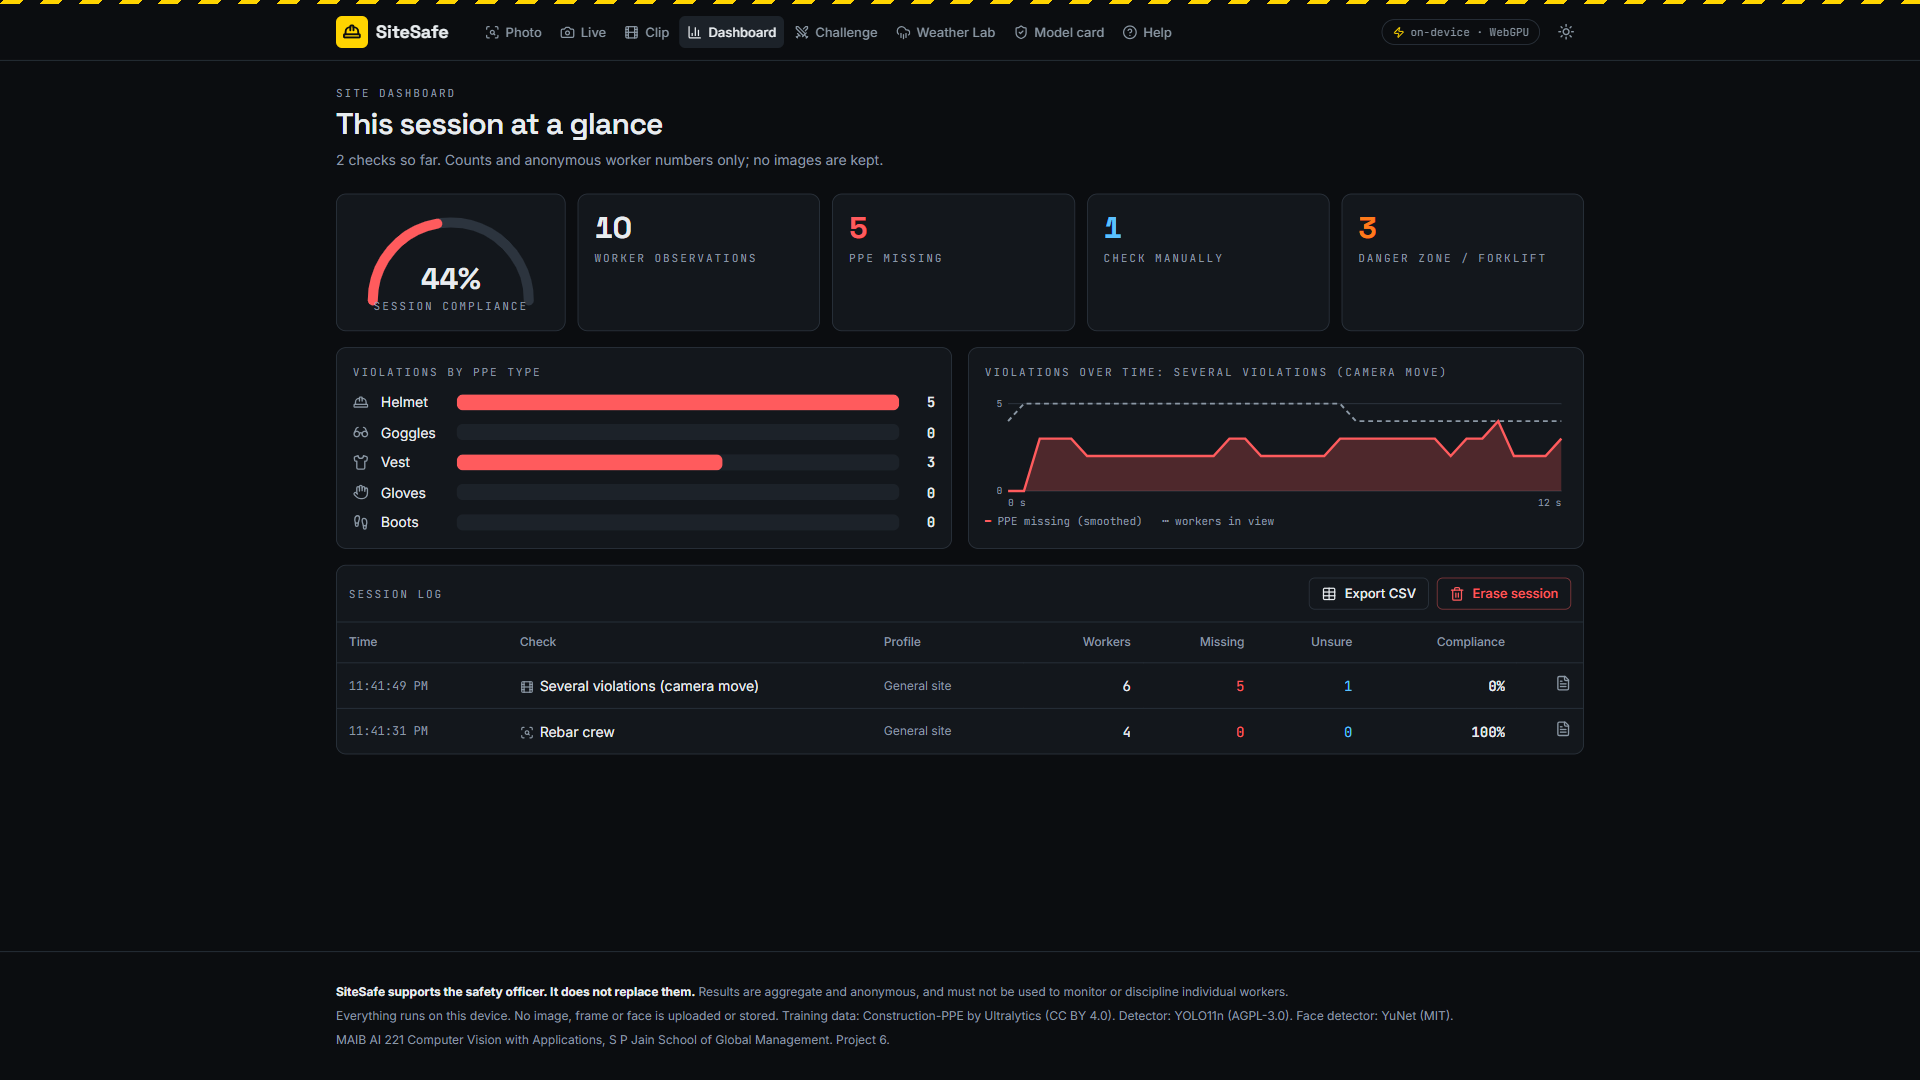 SiteSafe
Photo Live Clip Dashboard Challenge Weather Lab Model card Help
on-device · WebGPU
SITE DASHBOARD
This session at a glance
2 checks so far. Counts and anonymous worker numbers only; no images are kept.
44%
SESSION COMPLIANCE
10
WORKER OBSERVATIONS
5
PPE MISSING
1
CHECK MANUALLY
3
DANGER ZONE / FORKLIFT
VIOLATIONS BY PPE TYPE
Helmet 5
Goggles 0
Vest 3
Gloves 0
Boots 0
VIOLATIONS OVER TIME: SEVERAL VIOLATIONS (CAMERA MOVE)
5
0
0 s 12 s
PPE missing (smoothed) workers in view
SESSION LOG
Export CSV Erase session
Time Check Profile Workers Missing Unsure Compliance
11:41:49 PM Several violations (camera move) General site 6 5 1 0%
11:41:31 PM Rebar crew General site 4 0 0 100%
SiteSafe supports the safety officer. It does not replace them. Results are aggregate and anonymous, and must not be used to monitor or discipline individual workers.
Everything runs on this device. No image, frame or face is uploaded or stored. Training data: Construction-PPE by Ultralytics (CC BY 4.0). Detector: YOLO11n (AGPL-3.0). Face detector: YuNet (MIT).
MAIB AI 221 Computer Vision with Applications, S P Jain School of Global Management. Project 6.